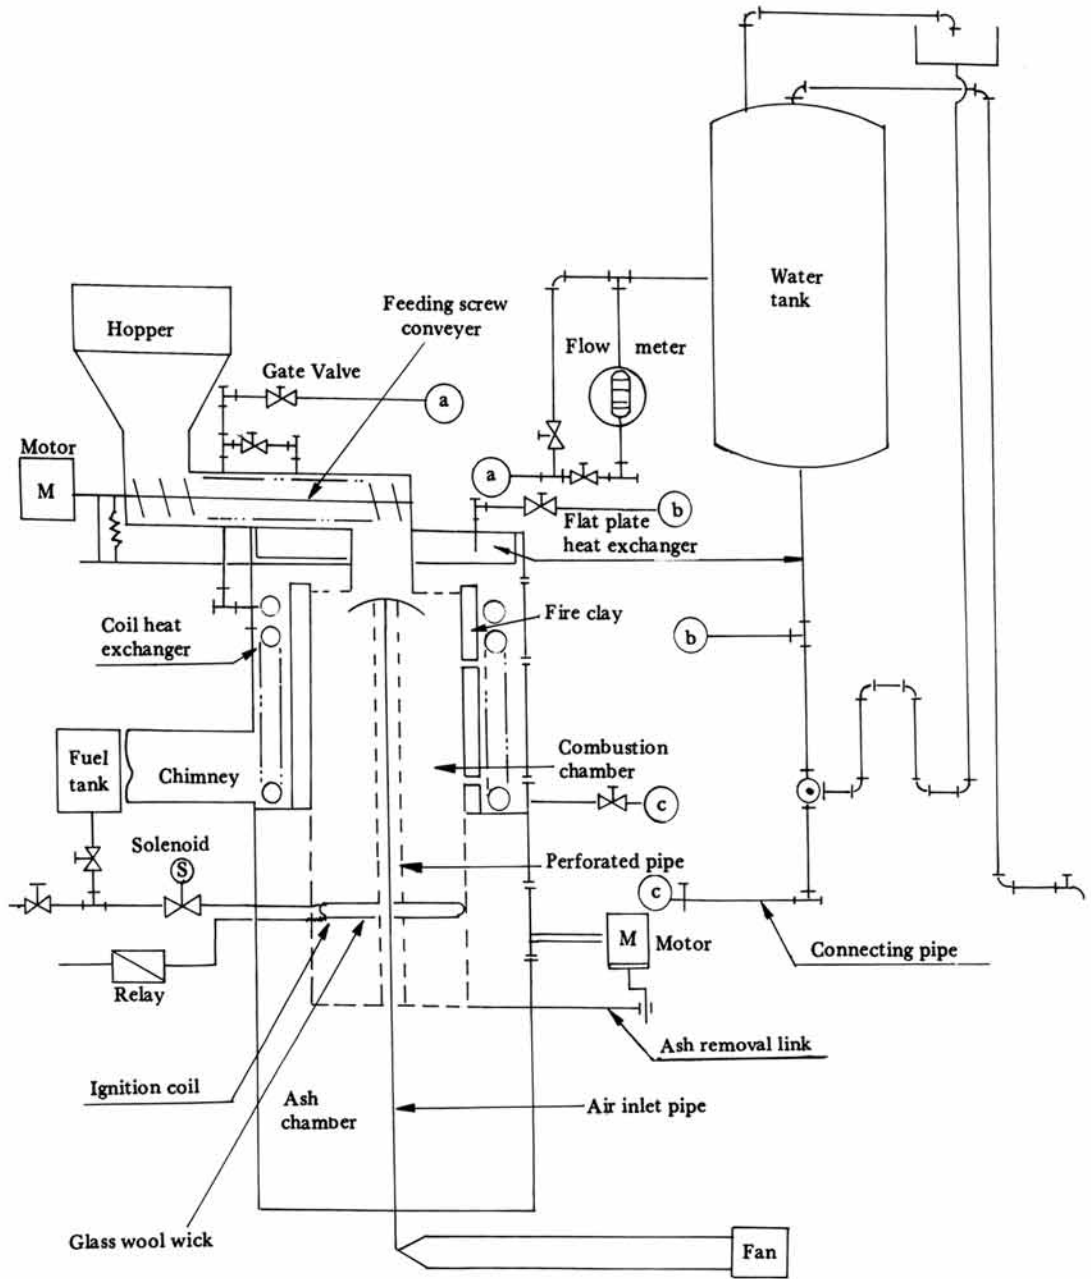 Hopper
Feeding screw
conveyer
Water
tank
Flow meter
Gate Valve
a
Motor
M
a
b
Flat plate
heat exchanger
Fire clay
Coil heat
exchanger
b
Fuel
tank
Chimney
Combustion
chamber
c
Solenoid
S
Perforated pipe
c
M
Motor
Connecting pipe
Relay
Ash removal link
Ignition coil
Ash
chamber
Air inlet pipe
Glass wool wick
Fan